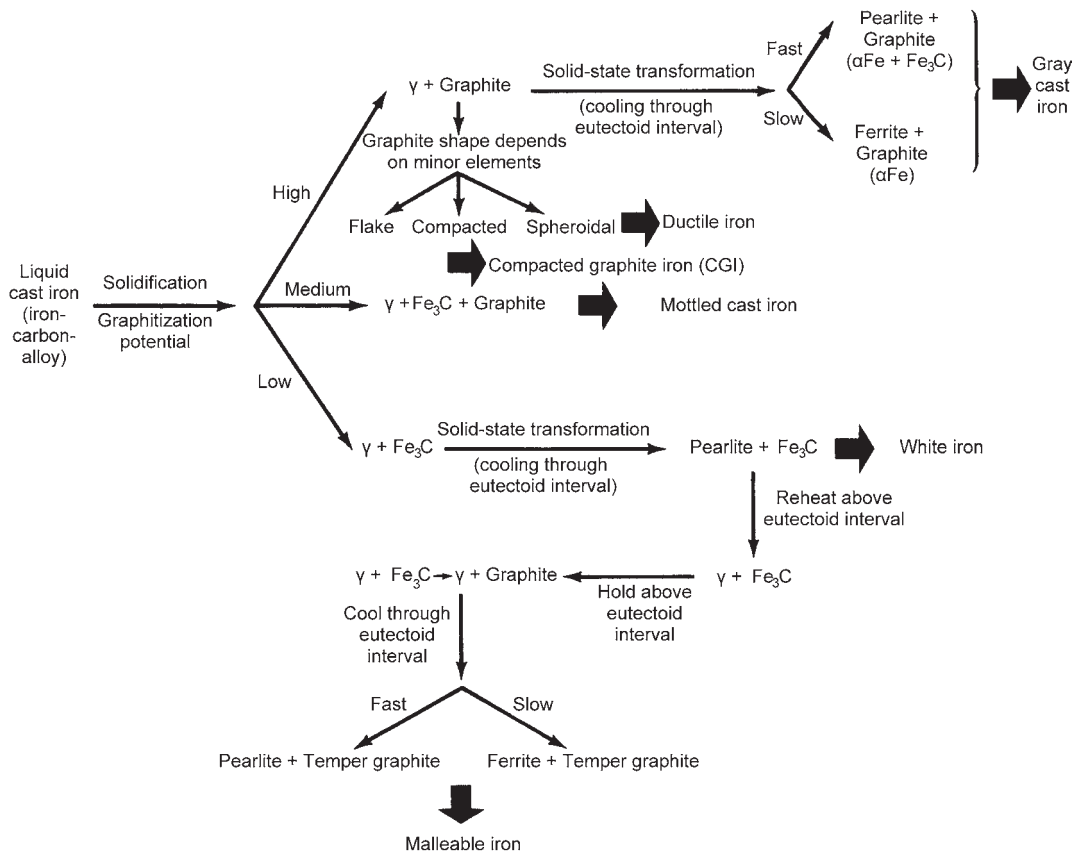 Pearlite +
Graphite
(αFe + Fe₃C)
Fast
Gray
cast
iron
γ + Graphite
Solid-state transformation
(cooling through
eutectoid interval)
Slow
Ferrite +
Graphite
(αFe)
Graphite shape depends
on minor elements
High
Flake
Compacted
Spheroidal
Ductile iron
Compacted graphite iron (CGI)
Liquid
cast iron
(iron-
carbon-
alloy)
Solidification
Graphitization
potential
Medium
γ + Fe₃C + Graphite
Mottled cast iron
Low
γ + Fe₃C
Solid-state transformation
(cooling through
eutectoid interval)
Pearlite + Fe₃C
White iron
Reheat above
eutectoid interval
γ + Fe₃C
Hold above
eutectoid
interval
γ + Fe₃C → γ + Graphite
Cool through
eutectoid
interval
Fast
Slow
Pearlite + Temper graphite
Ferrite + Temper graphite
Malleable iron